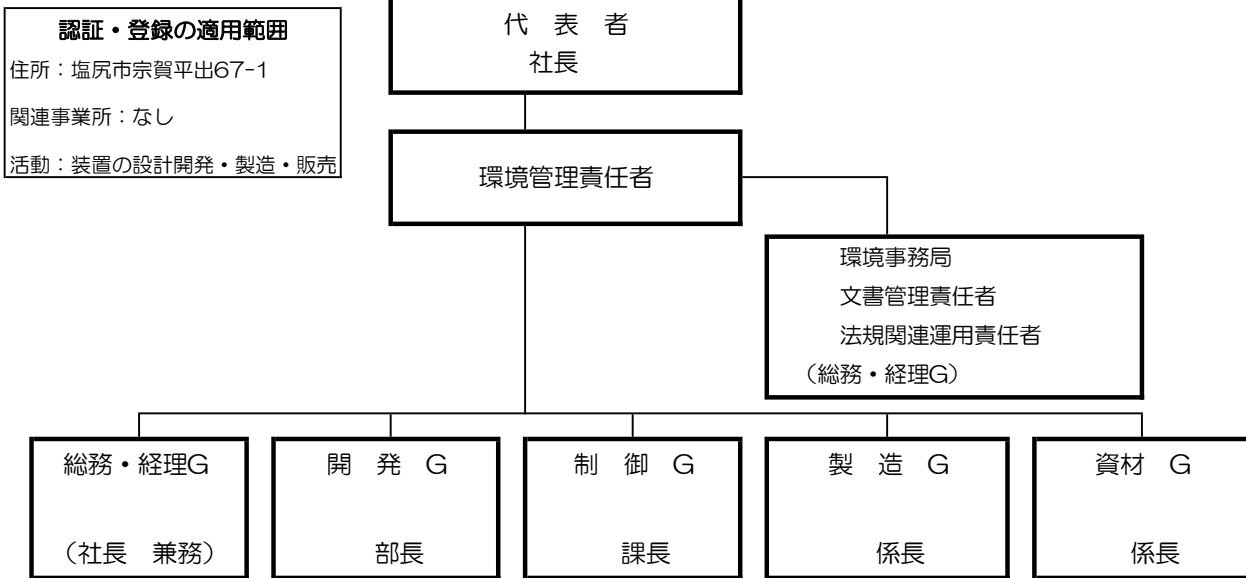 認証・登録の適用範囲
住所：塩尻市宗賀平出67-1
関連事業所：なし
活動：装置の設計開発・製造・販売
代　表　者
社長
環境管理責任者
環境事務局
文書管理責任者
法規関連運用責任者
（総務・経理G）
総務・経理G
（社長　兼務）
開　発　G
部長
制　御　G
課長
製　造　G
係長
資材　G
係長